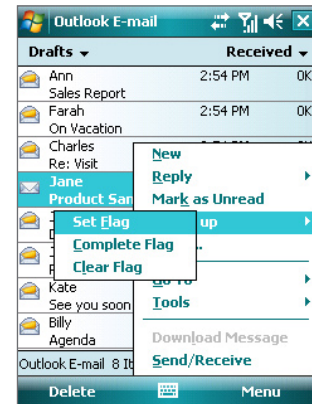 Outlook E-mail
Drafts Received
Ann 2:54 PM 0K
Sales Report
Farah 2:54 PM 0K
On Vacation
Charles
Re: Visit
Jane
Product Sam
New
Reply
Mark as Unread
up
Set Flag
Complete Flag
Clear Flag
Tools
Kate
See you soon
Billy
Agenda
Download Message
Send/Receive
Outlook E-mail 8 It
Delete Menu